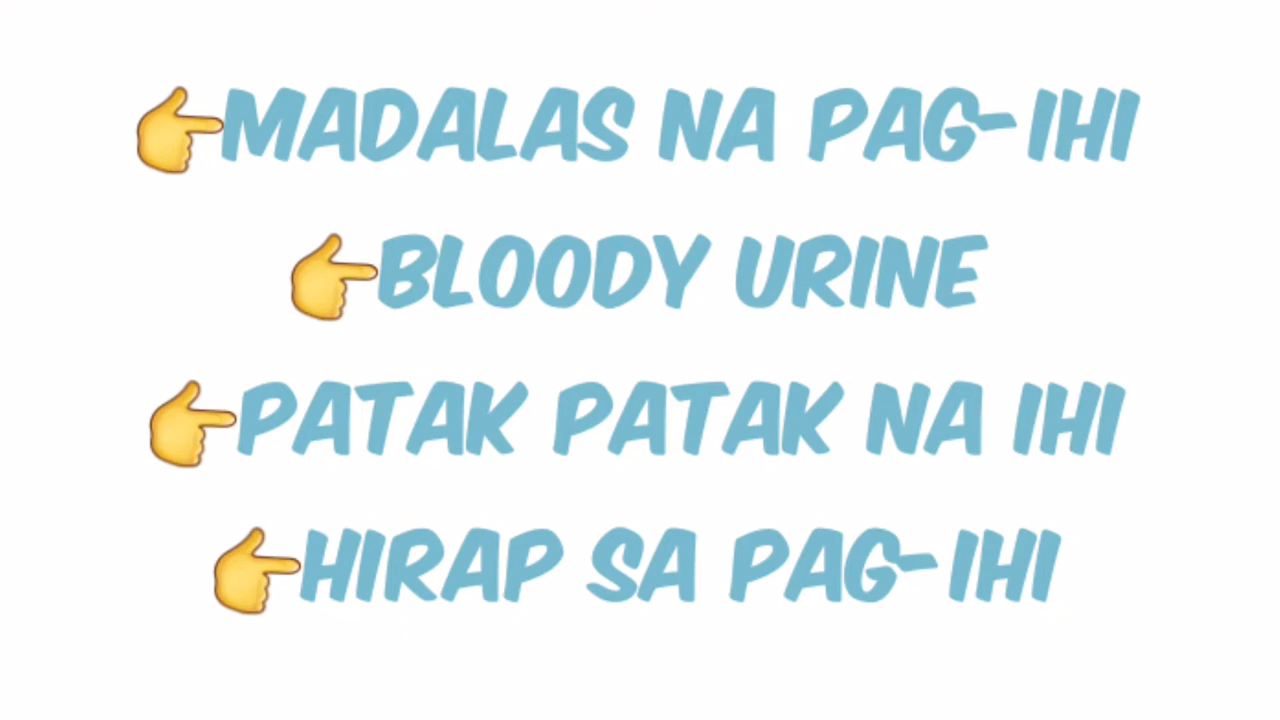 👉MADALAS NA PAG-IHI
👉BLOODY URINE
👉PATAK PATAK NA IHI
👉HIRAP SA PAG-IHI